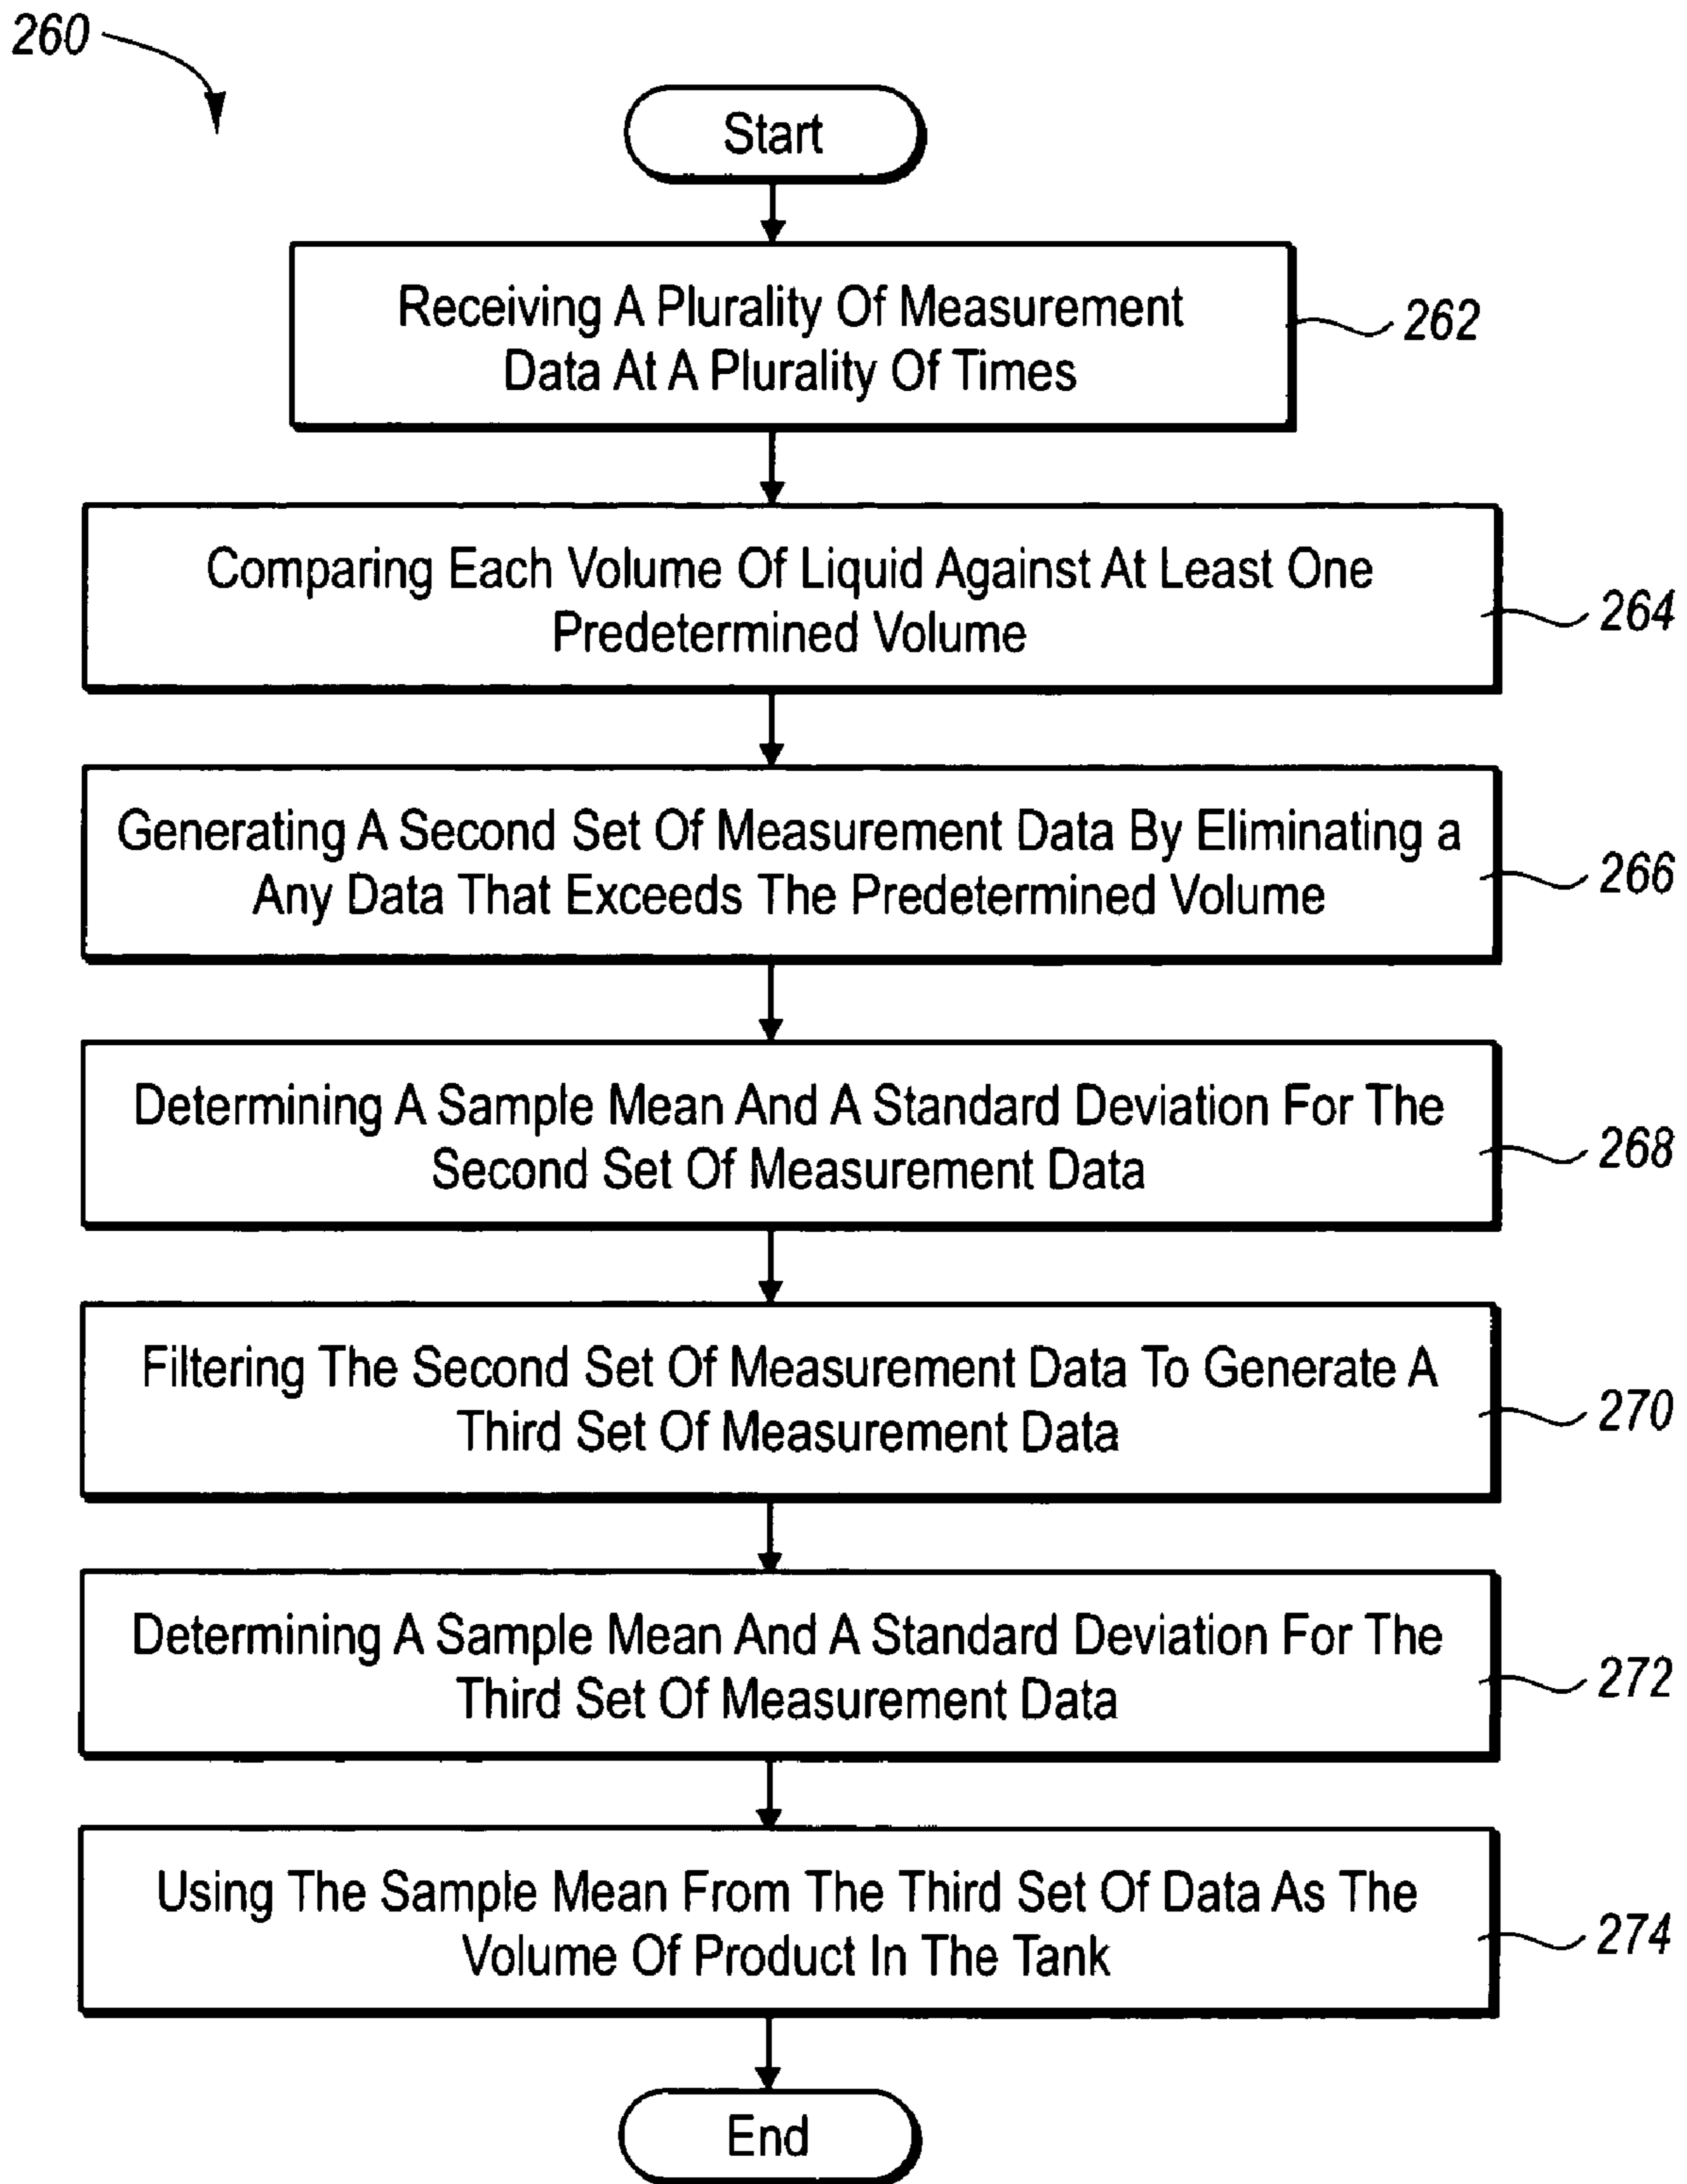 260
Start
Receiving A Plurality Of Measurement
Data At A Plurality Of Times
262
Comparing Each Volume Of Liquid Against At Least One
Predetermined Volume
264
Generating A Second Set Of Measurement Data By Eliminating a
Any Data That Exceeds The Predetermined Volume
266
Determining A Sample Mean And A Standard Deviation For The
Second Set Of Measurement Data
268
Filtering The Second Set Of Measurement Data To Generate A
Third Set Of Measurement Data
270
Determining A Sample Mean And A Standard Deviation For The
Third Set Of Measurement Data
272
Using The Sample Mean From The Third Set Of Data As The
Volume Of Product In The Tank
274
End